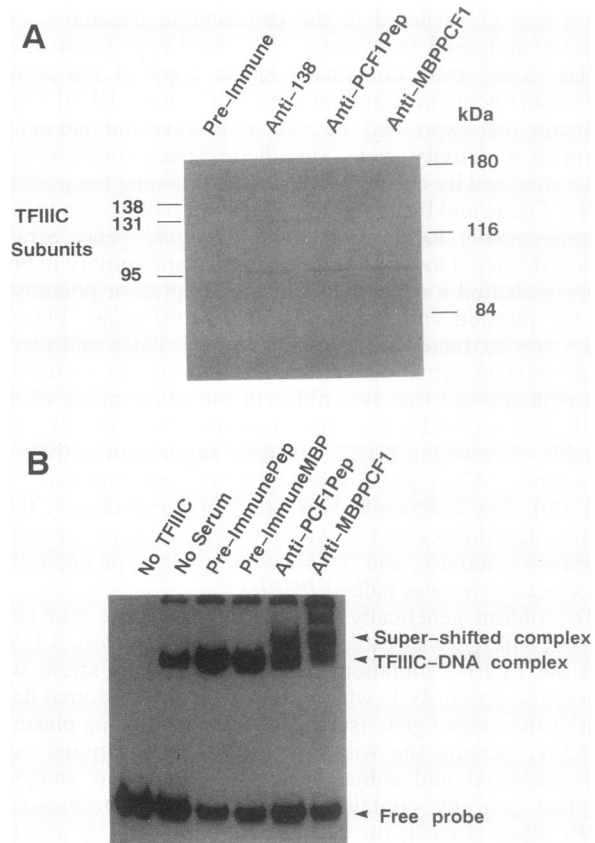 A
Pre-Immune
Anti-138
Anti-PCF1Pep
Anti-MBPPCF1
kDa
180
138
TFIIIC
131
116
Subunits
95
84
B
No TFIIIC
No Serum
Pre-ImmunePep
Pre-ImmuneMBP
Anti-PCF1Pep
Anti-MBPPCF1
Super-shifted complex
TFIIIC-DNA complex
Free probe